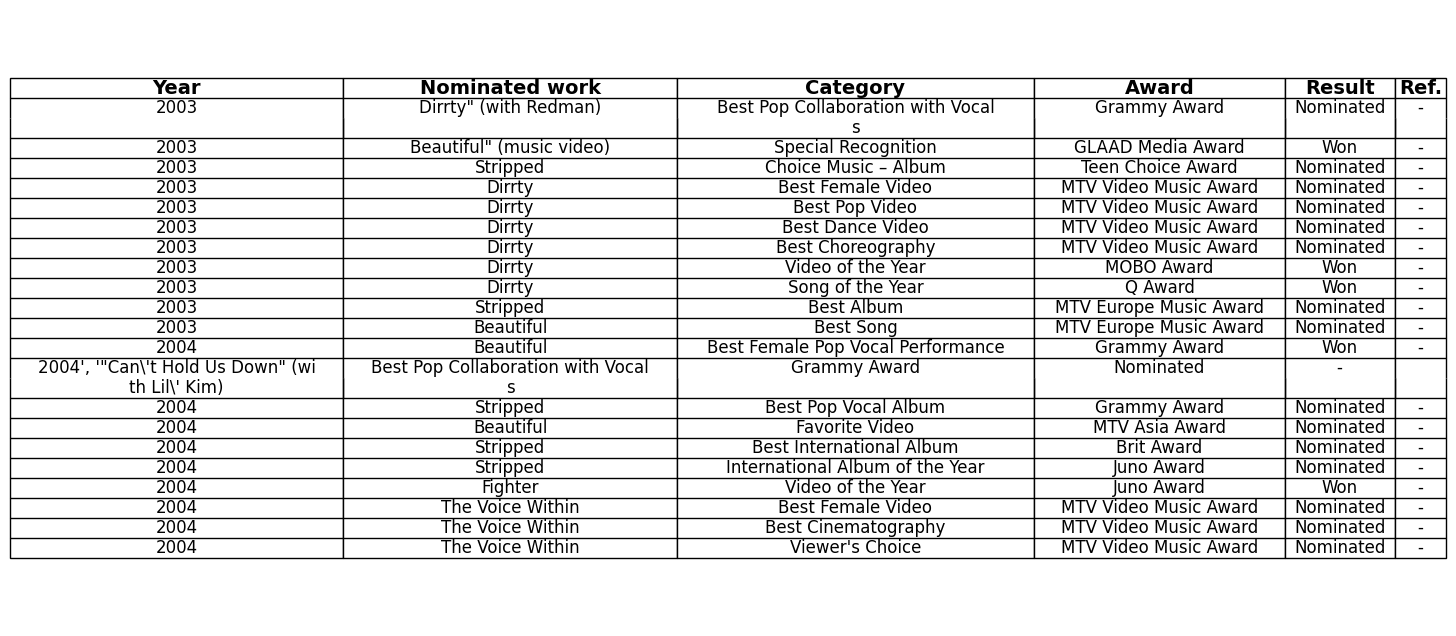 Year Nominated work Category Award Result Ref.
2003 Dirrty" (with Redman) Best Pop Collaboration with Vocal Grammy Award Nominated -
s
2003 Beautiful" (music video) Special Recognition GLAAD Media Award Won -
2003 Stripped Choice Music – Album Teen Choice Award Nominated -
2003 Dirrty Best Female Video MTV Video Music Award Nominated -
2003 Dirrty Best Pop Video MTV Video Music Award Nominated -
2003 Dirrty Best Dance Video MTV Video Music Award Nominated -
2003 Dirrty Best Choreography MTV Video Music Award Nominated -
2003 Dirrty Video of the Year MOBO Award Won -
2003 Dirrty Song of the Year Q Award Won -
2003 Stripped Best Album MTV Europe Music Award Nominated -
2003 Beautiful Best Song MTV Europe Music Award Nominated -
2004 Beautiful Best Female Pop Vocal Performance Grammy Award Won -
2004', '"Can\'t Hold Us Down" (wi Best Pop Collaboration with Vocal Grammy Award Nominated -
th Lil\' Kim) s
2004 Stripped Best Pop Vocal Album Grammy Award Nominated -
2004 Beautiful Favorite Video MTV Asia Award Nominated -
2004 Stripped Best International Album Brit Award Nominated -
2004 Stripped International Album of the Year Juno Award Nominated -
2004 Fighter Video of the Year Juno Award Won -
2004 The Voice Within Best Female Video MTV Video Music Award Nominated -
2004 The Voice Within Best Cinematography MTV Video Music Award Nominated -
2004 The Voice Within Viewer's Choice MTV Video Music Award Nominated -